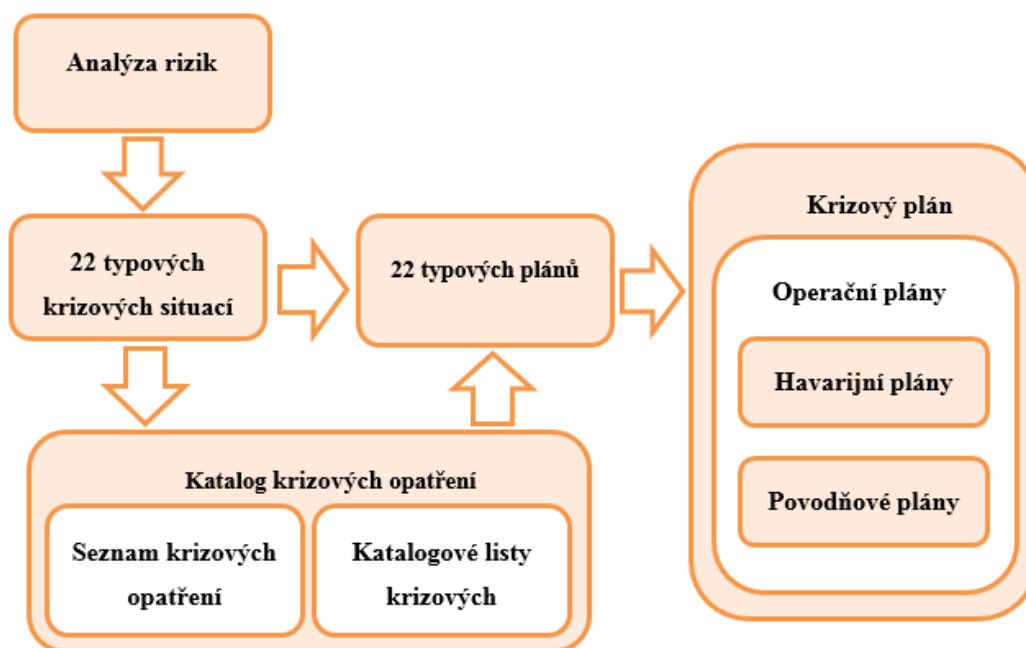 Analýza rizik
22 typových
krizových situací
22 typových plánů
Krizový plán
Operační plány
Havarijní plány
Povodňové plány
Katalog krizových opatření
Seznam krizových
opatření
Katalogové listy
krizových